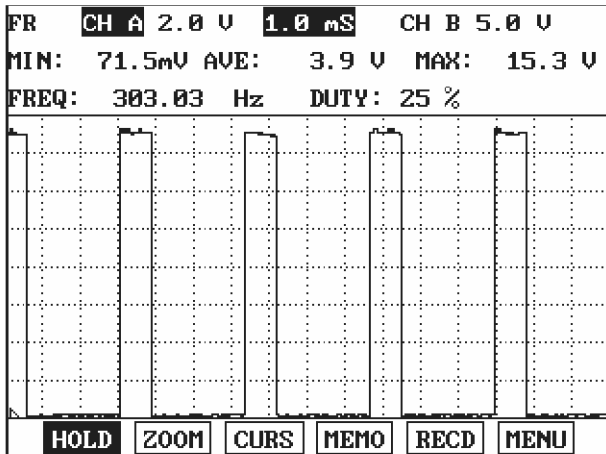 FR CH A 2.0 V 1.0 mS CH B 5.0 V
MIN: 71.5mV AVE: 3.9 V MAX: 15.3 V
FREQ: 303.03 Hz DUTY: 25 %
HOLD ZOOM CURS MEMO RECD MENU